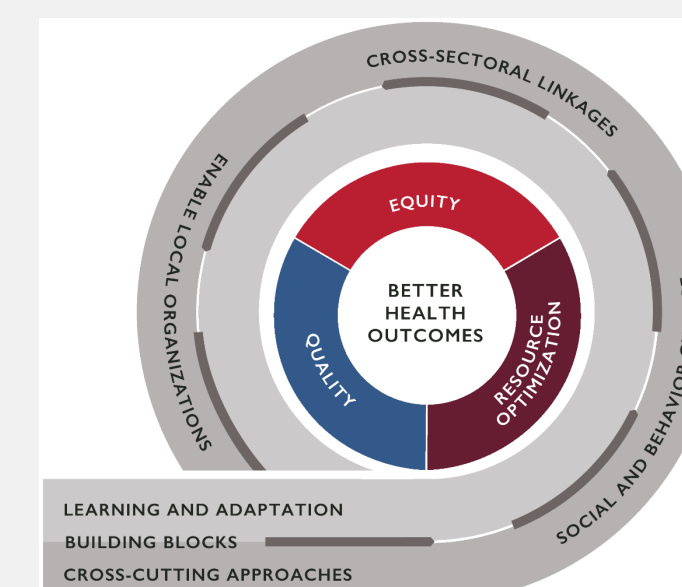 CROSS-SECTORAL LINKAGES
ENABLE LOCAL ORGANIZATIONS
EQUITY
BETTER
HEALTH
OUTCOMES
QUALITY
RESOURCE
OPTIMIZATION
SOCIAL AND BEHAVIOR
LEARNING AND ADAPTATION
BUILDING BLOCKS
CROSS-CUTTING APPROACHES